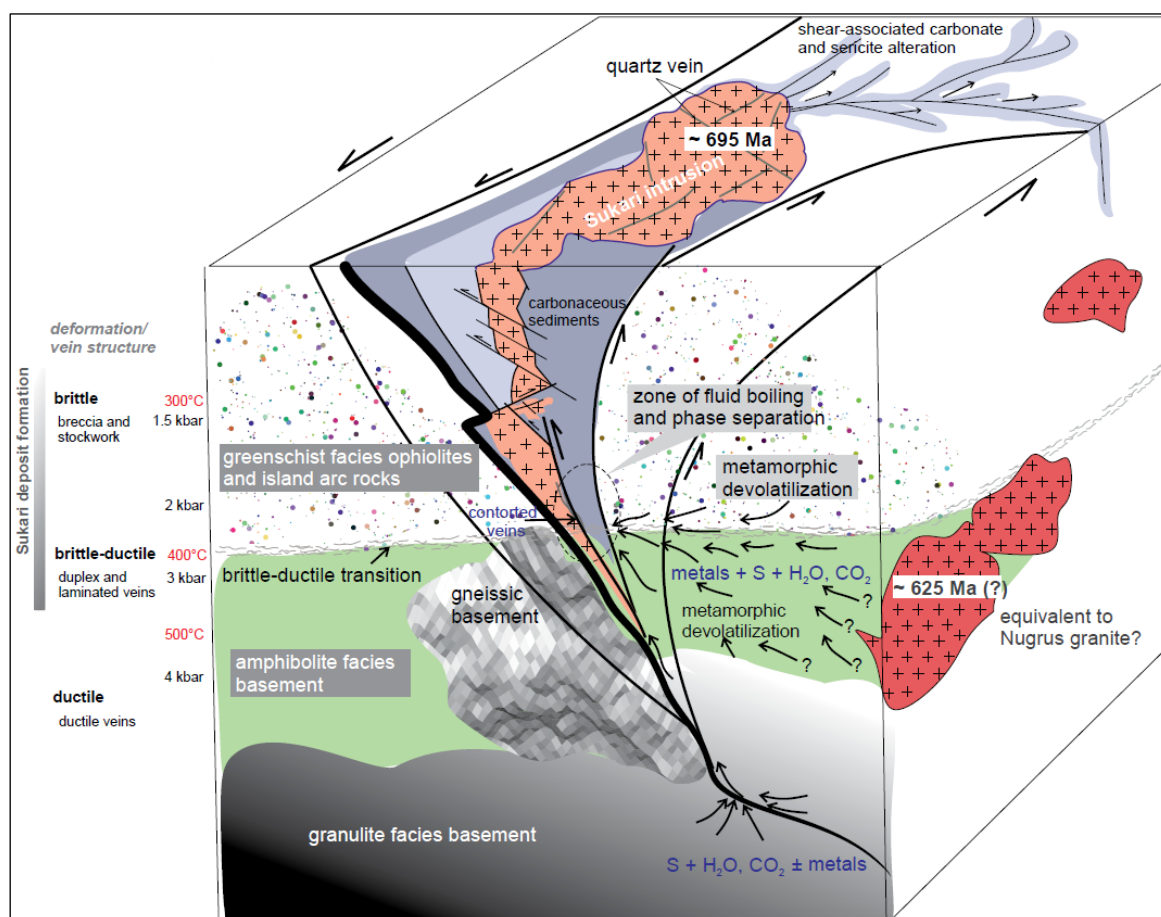 shear-associated carbonate
and sericite alteration
quartz vein
~ 695 Ma
Sukari intrusion
carbonaceous
sediments
deformation/
vein structure
Sukari deposit formation
brittle
300°C
breccia and
stockwork
1.5 kbar
zone of fluid boiling
and phase separation
greenschist facies ophiolites
and island arc rocks
metamorphic
devolatilization
2 kbar
contorted
veins
brittle-ductile
400°C
duplex and
laminated veins
3 kbar
brittle-ductile transition
metals + S + H₂O, CO₂
gneissic
basement
~ 625 Ma (?)
?
metamorphic
devolatilization
?
equivalent to
Nugrus granite?
500°C
?
?
amphibolite facies
basement
4 kbar
ductile
ductile veins
granulite facies basement
S + H₂O, CO₂ ± metals